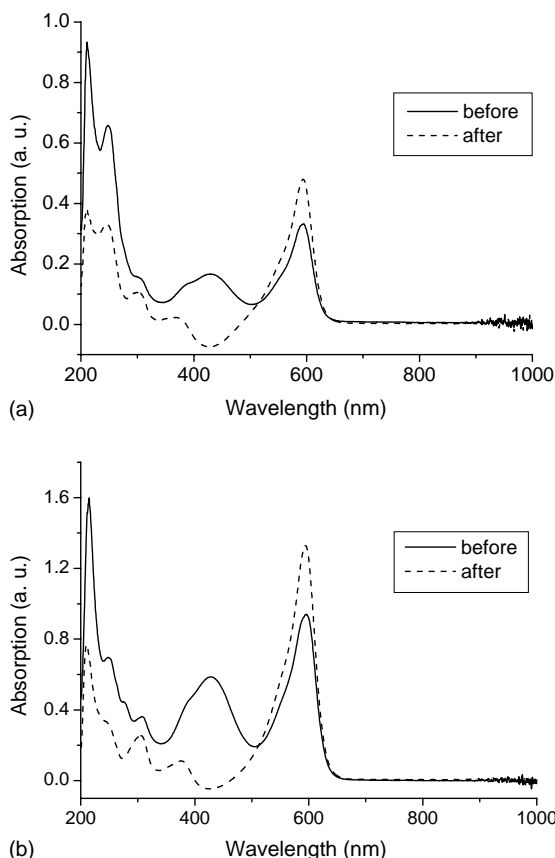 1.0
0.8
0.6
0.4
0.2
0.0
Absorption (a. u.)
before
after
200 400 600 800 1000
(a)
Wavelength (nm)
1.6
1.2
0.8
0.4
0.0
Absorption (a. u.)
before
after
200 400 600 800 1000
(b)
Wavelength (nm)